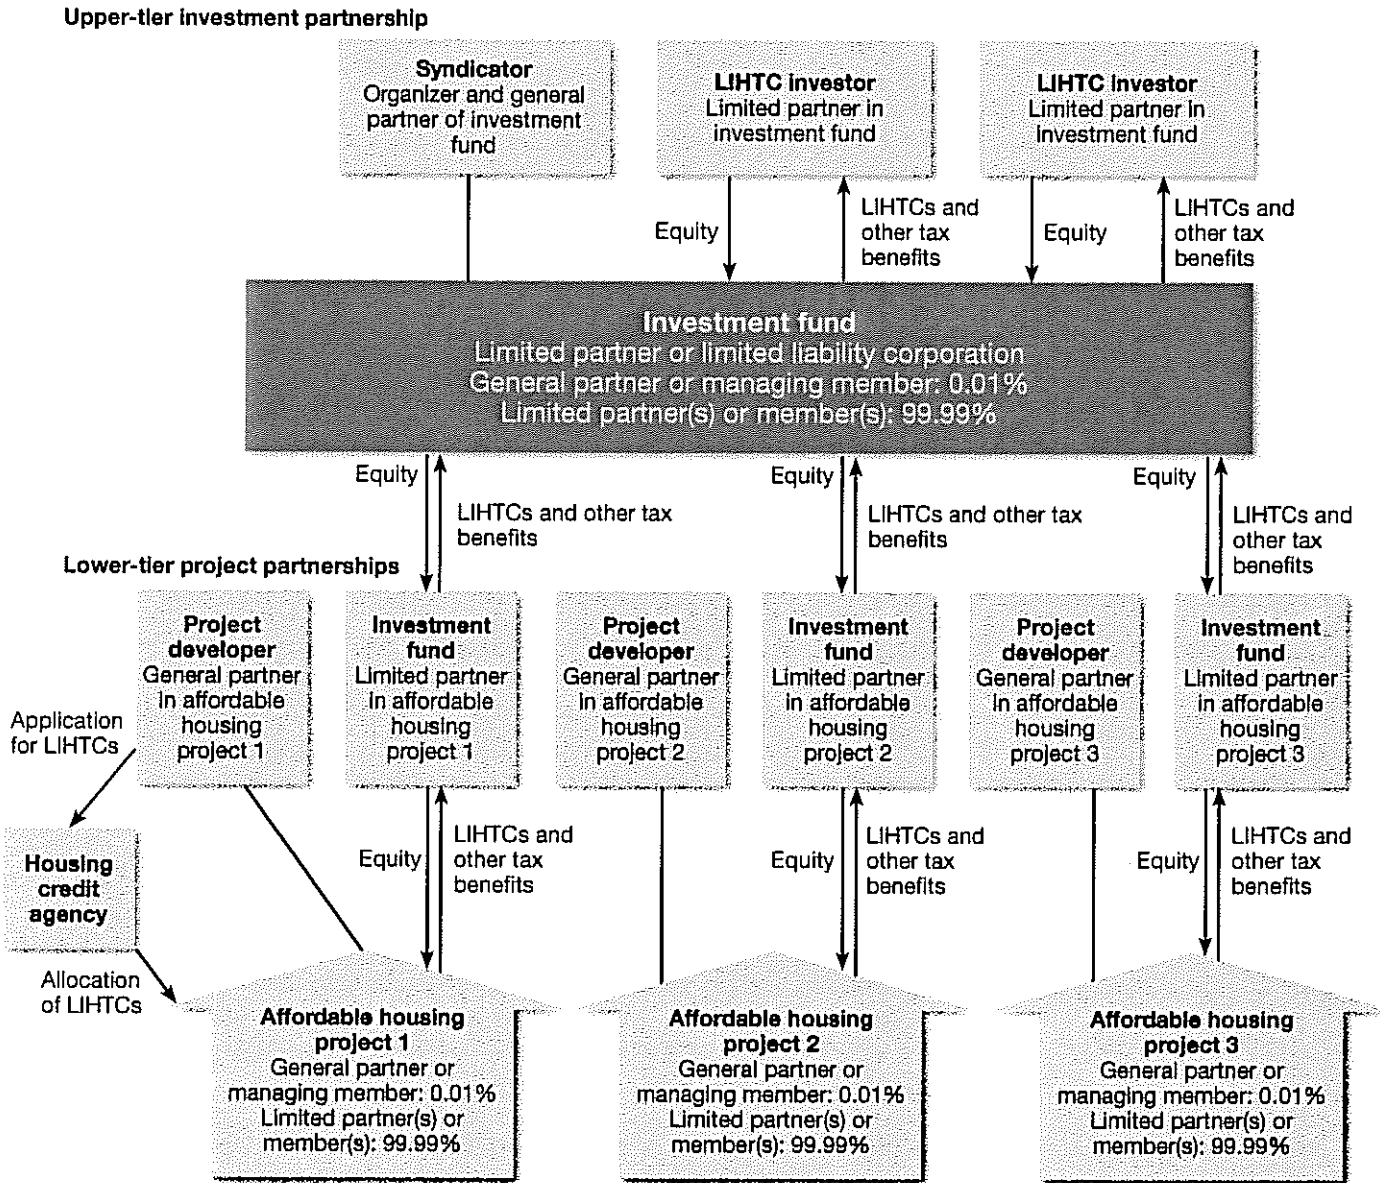 Upper-tier investment partnership
Syndicator
Organizer and general
partner of investment
fund
LIHTC investor
Limited partner in
investment fund
LIHTC investor
Limited partner in
investment fund
Equity
LIHTCs and
other tax
benefits
Equity
LIHTCs and
other tax
benefits
Investment fund
Limited partner or limited liability corporation
General partner or managing member: 0.01%
Limited partner(s) or member(s): 99.99%
Equity
LIHTCs and other tax
benefits
Equity
LIHTCs and other tax
benefits
Equity
LIHTCs and
other tax
benefits
Lower-tier project partnerships
Project
developer
General partner
in affordable
housing
project 1
Investment
fund
Limited partner
in affordable
housing
project 1
Project
developer
General partner
in affordable
housing
project 2
Investment
fund
Limited partner
in affordable
housing
project 2
Project
developer
General partner
in affordable
housing
project 3
Investment
fund
Limited partner
in affordable
housing
project 3
Application
for LIHTCs
Housing
credit
agency
Allocation
of LIHTCs
Equity
LIHTCs and
other tax
benefits
Equity
LIHTCs and
other tax
benefits
Equity
LIHTCs and
other tax
benefits
Affordable housing
project 1
General partner or
managing member: 0.01%
Limited partner(s) or
member(s): 99.99%
Affordable housing
project 2
General partner or
managing member: 0.01%
Limited partner(s) or
member(s): 99.99%
Affordable housing
project 3
General partner or
managing member: 0.01%
Limited partner(s) or
member(s): 99.99%